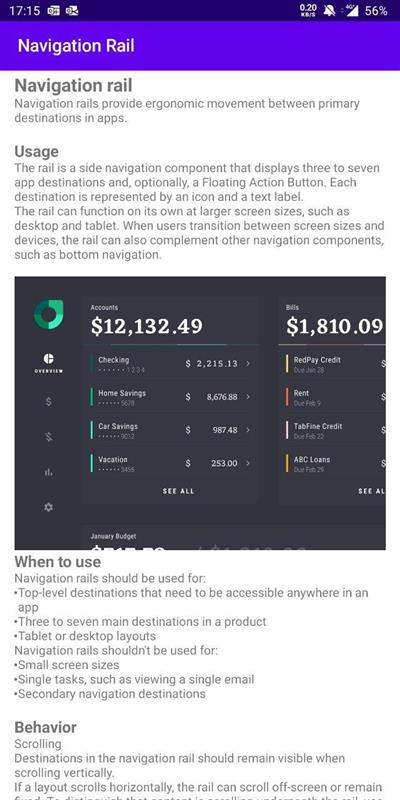 17:15
0.20
KB/S
4G+
56%
Navigation Rail
Navigation rail
Navigation rails provide ergonomic movement between primary
destinations in apps.
Usage
The rail is a side navigation component that displays three to seven
app destinations and, optionally, a Floating Action Button. Each
destination is represented by an icon and a text label.
The rail can function on its own at larger screen sizes, such as
desktop and tablet. When users transition between screen sizes and
devices, the rail can also complement other navigation components,
such as bottom navigation.
Accounts
$12,132.49
Checking
••••••1234
$ 2,215.13 >
Home Savings
••••••5678
$ 8,676.88 >
Car Savings
••••••9012
$ 987.48 >
Vacation
••••••3456
$ 253.00 >
SEE ALL
OVERVIEW
Bills
$1,810.09
RedPay Credit
Due Jan 28
$
Rent
Due Feb 9
$
TabFine Credit
Due Feb 22
$
ABC Loans
Due Feb 29
$
SEE AL
January Budget
When to use
Navigation rails should be used for:
•Top-level destinations that need to be accessible anywhere in an
app
•Three to seven main destinations in a product
•Tablet or desktop layouts
Navigation rails shouldn't be used for:
•Small screen sizes
•Single tasks, such as viewing a single email
•Secondary navigation destinations
Behavior
Scrolling
Destinations in the navigation rail should remain visible when
scrolling vertically.
If a layout scrolls horizontally, the rail can scroll off-screen or remain